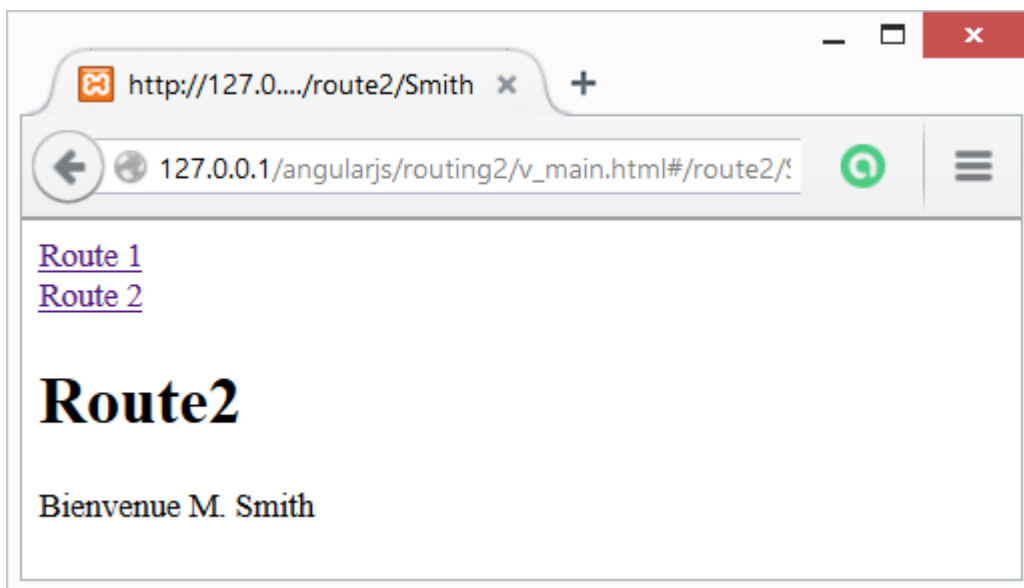 http://127.0..../route2/Smith
127.0.0.1/angularjs/routing2/v_main.html#/route2/
Route 1
Route 2
Route2
Bienvenue M. Smith